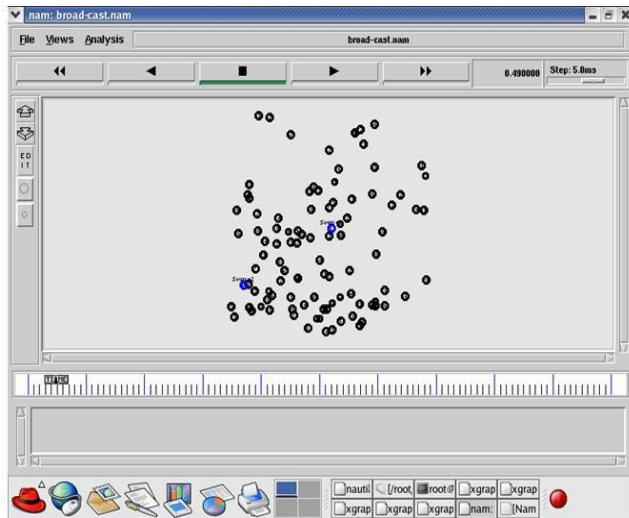 nam: broad-cast.nam
File Views Analysis broad-cast.nam
0.490000 Step: 5.0ms
ED
IT
TIME
nautil [/root, root@ xgrap xgrap
xgrap xgrap xgrap nam: [Nam